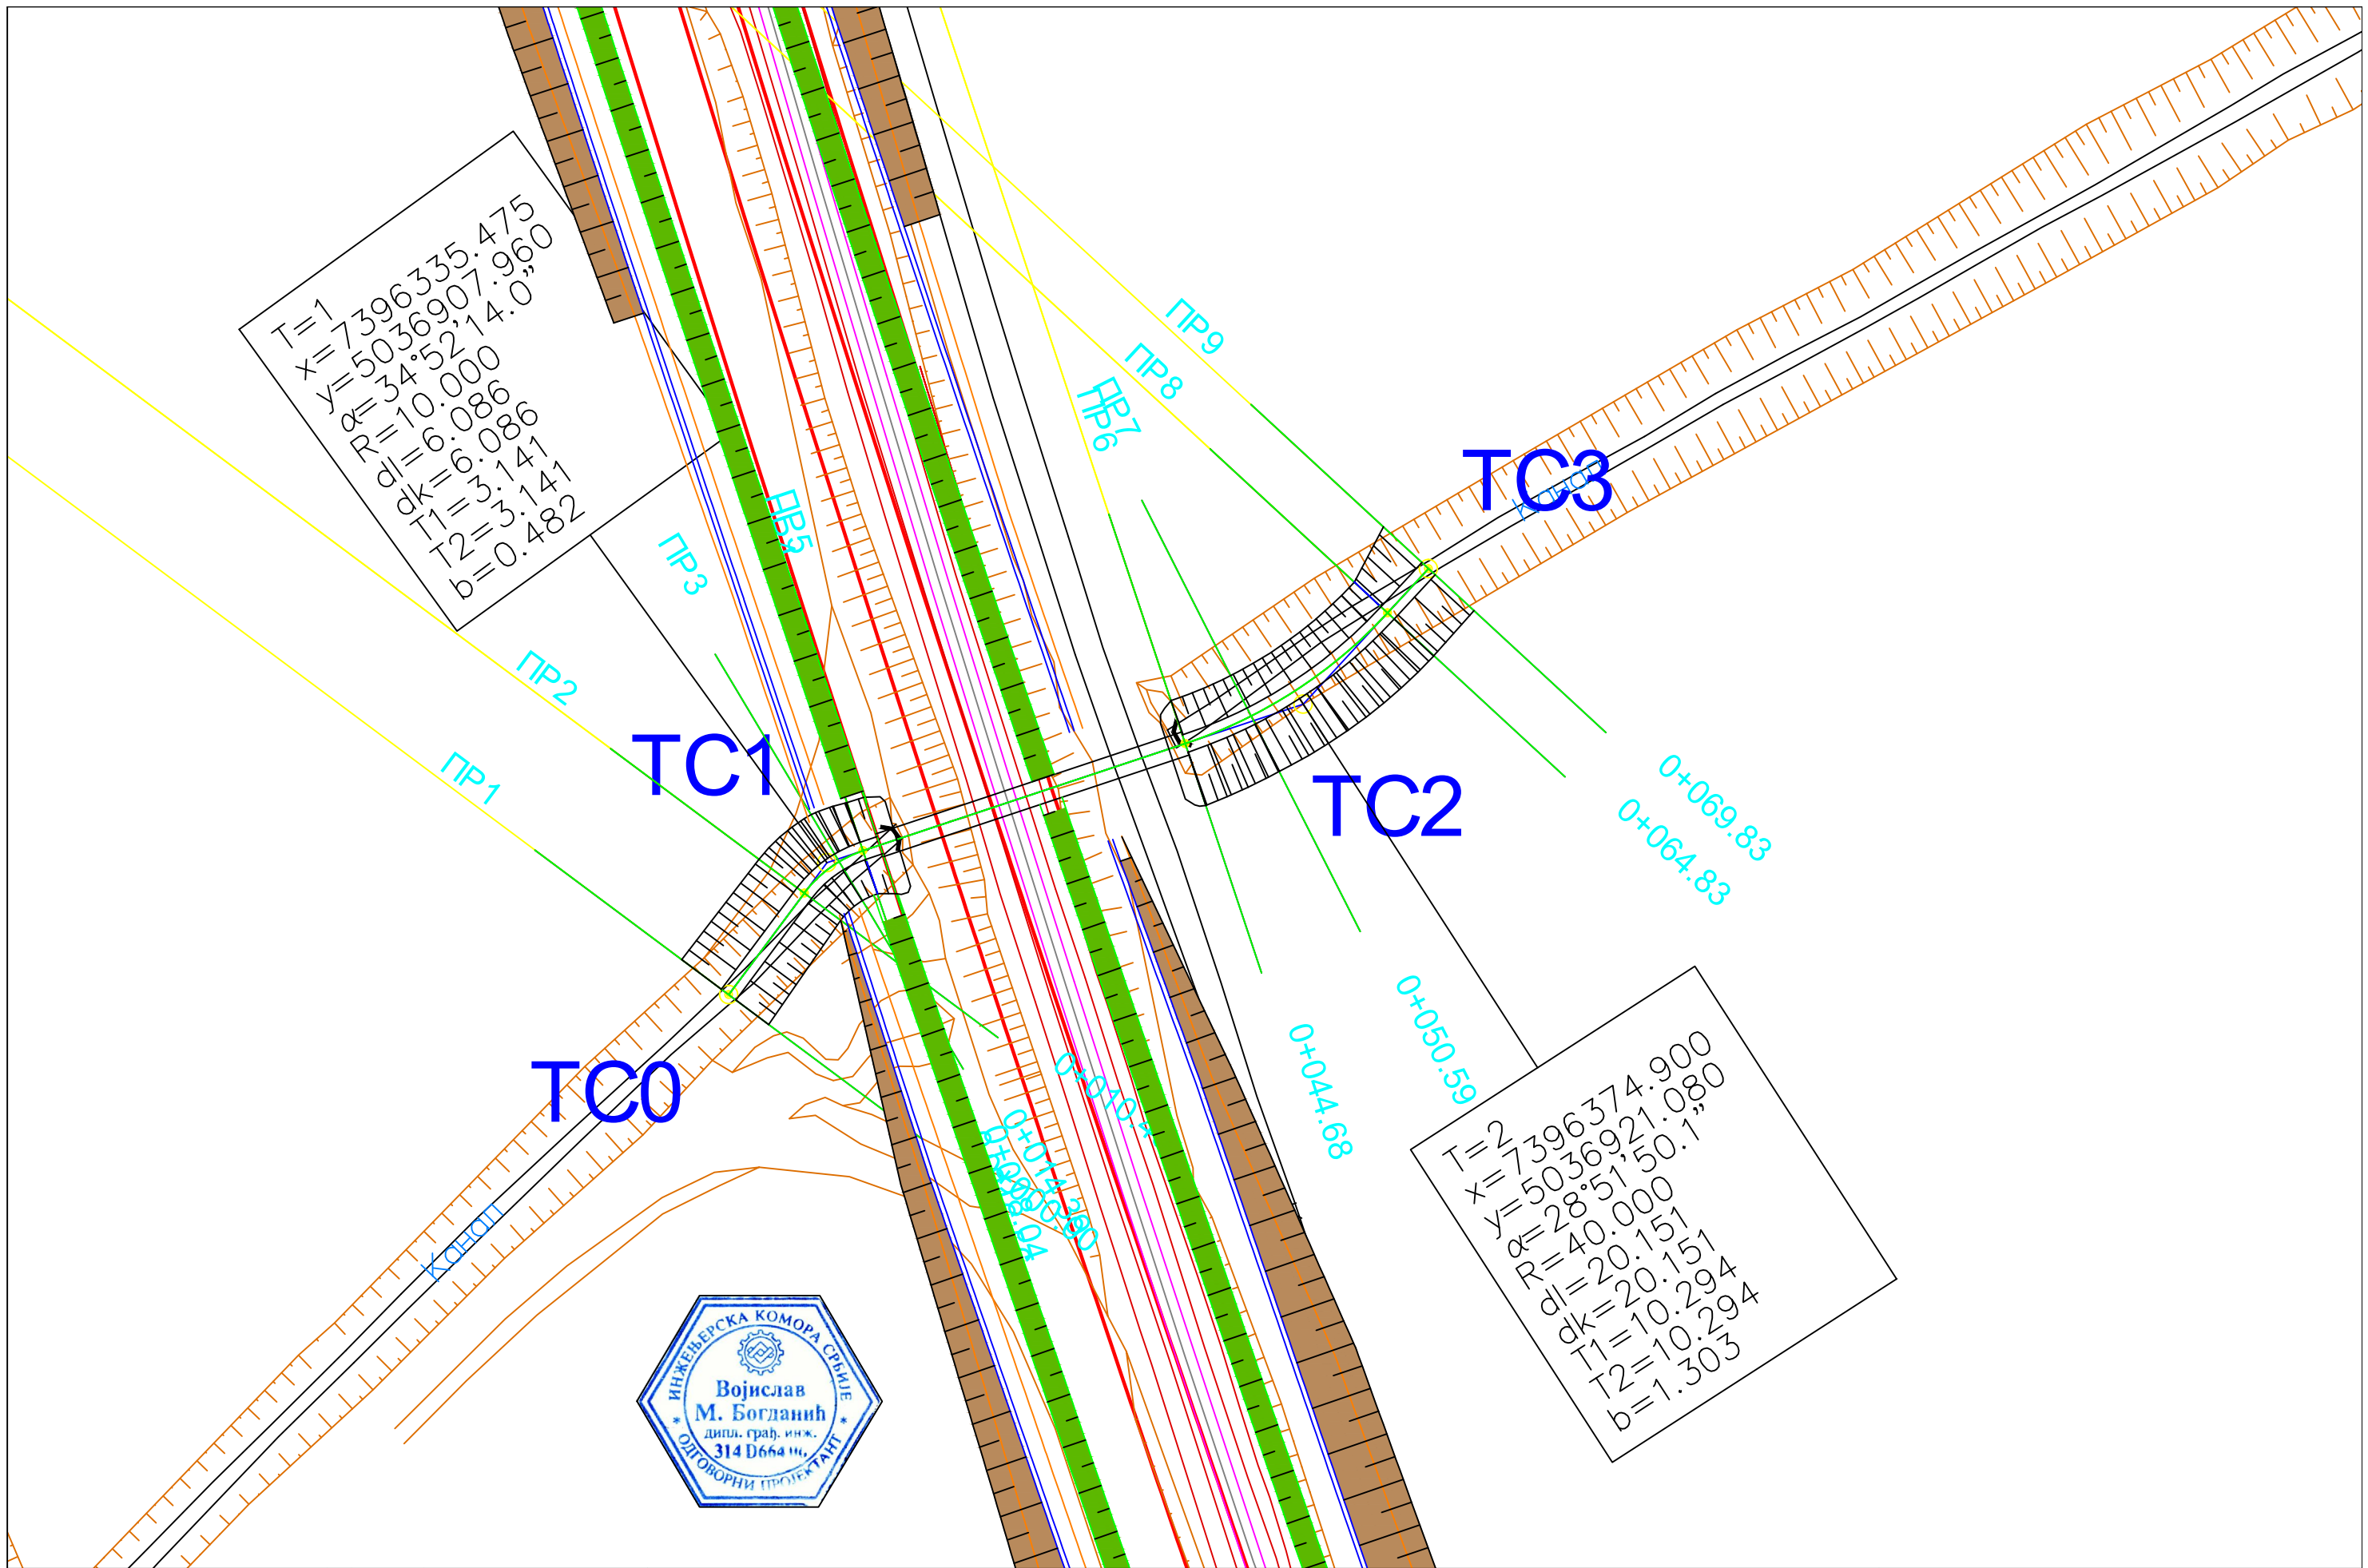 T=1
x=7396335.475
y=5036907.960
α=34°52'14.0"
R=10.000
dl=6.086
dk=6.086
T1=3.141
T2=3.141
b=0.482
ПР9
ПР8
ПР7
ПР6
ПР5
ПР3
ПР2
ПР1
TC3
Канал
TC1
TC2
TC0
0+069.83
0+064.83
0+050.59
0+044.68
0+014.39
Канал
T=2
x=7396374.900
y=5036921.080
α=28°51'50.1"
R=40.000
dl=20.151
dk=20.151
T1=10.294
T2=10.294
b=1.303
ИНЖЕЊЕРСКА КОМОРА СРБИЈЕ
Војислав
М. Богданић
дипл. грађ. инж.
314 D664
ОДГОВОРНИ ПРОЈЕКТАНТ